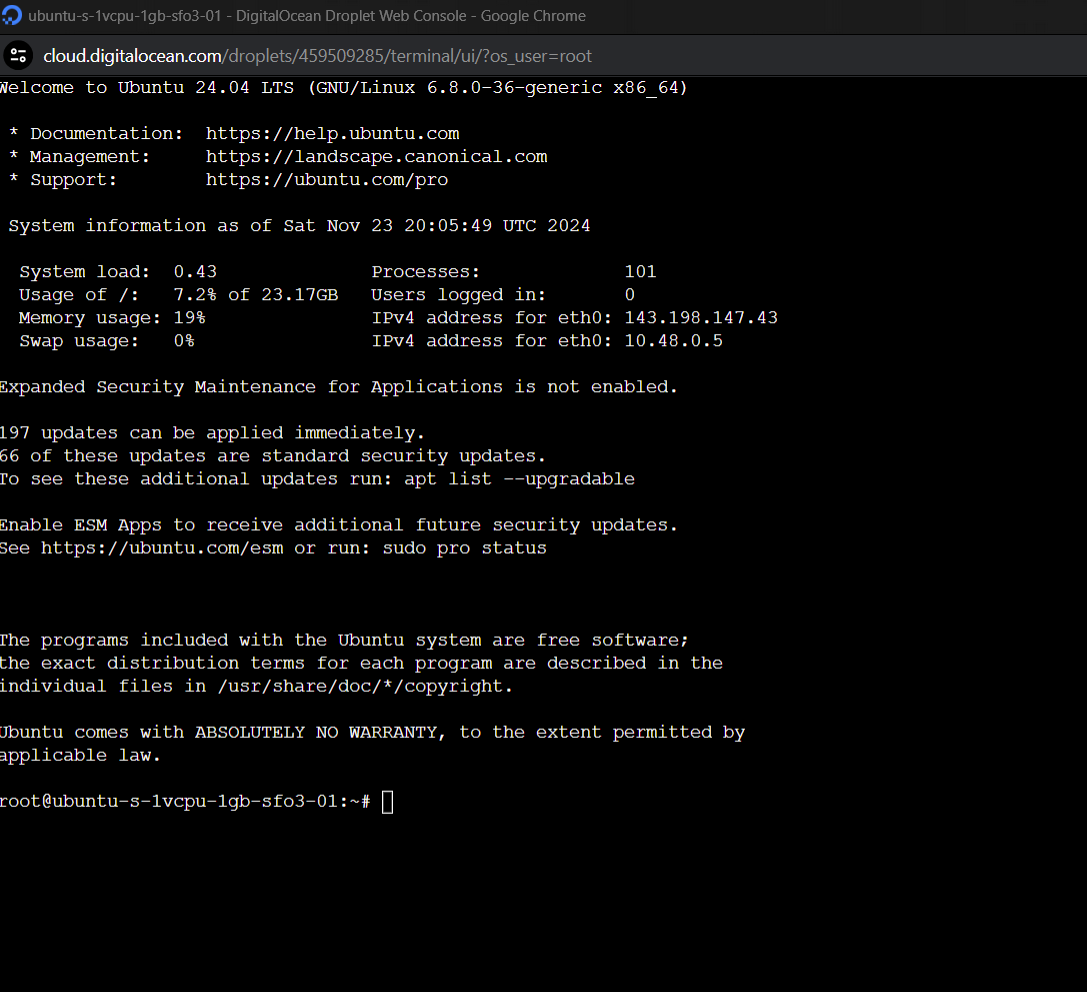 ubuntu-s-1vcpu-1gb-sfo3-01 - DigitalOcean Droplet Web Console - Google Chrome
cloud.digitalocean.com/droplets/459509285/terminal/ui/?os_user=root
Welcome to Ubuntu 24.04 LTS (GNU/Linux 6.8.0-36-generic x86_64)
* Documentation: https://help.ubuntu.com
* Management: https://landscape.canonical.com
* Support: https://ubuntu.com/pro
System information as of Sat Nov 23 20:05:49 UTC 2024
System load: 0.43 Processes: 101
Usage of /: 7.2% of 23.17GB Users logged in: 0
Memory usage: 19% IPv4 address for eth0: 143.198.147.43
Swap usage: 0% IPv4 address for eth0: 10.48.0.5
Expanded Security Maintenance for Applications is not enabled.
197 updates can be applied immediately.
66 of these updates are standard security updates.
To see these additional updates run: apt list --upgradable
Enable ESM Apps to receive additional future security updates.
See https://ubuntu.com/esm or run: sudo pro status
The programs included with the Ubuntu system are free software;
the exact distribution terms for each program are described in the
individual files in /usr/share/doc/*/copyright.
Ubuntu comes with ABSOLUTELY NO WARRANTY, to the extent permitted by
applicable law.
root@ubuntu-s-1vcpu-1gb-sfo3-01:~#